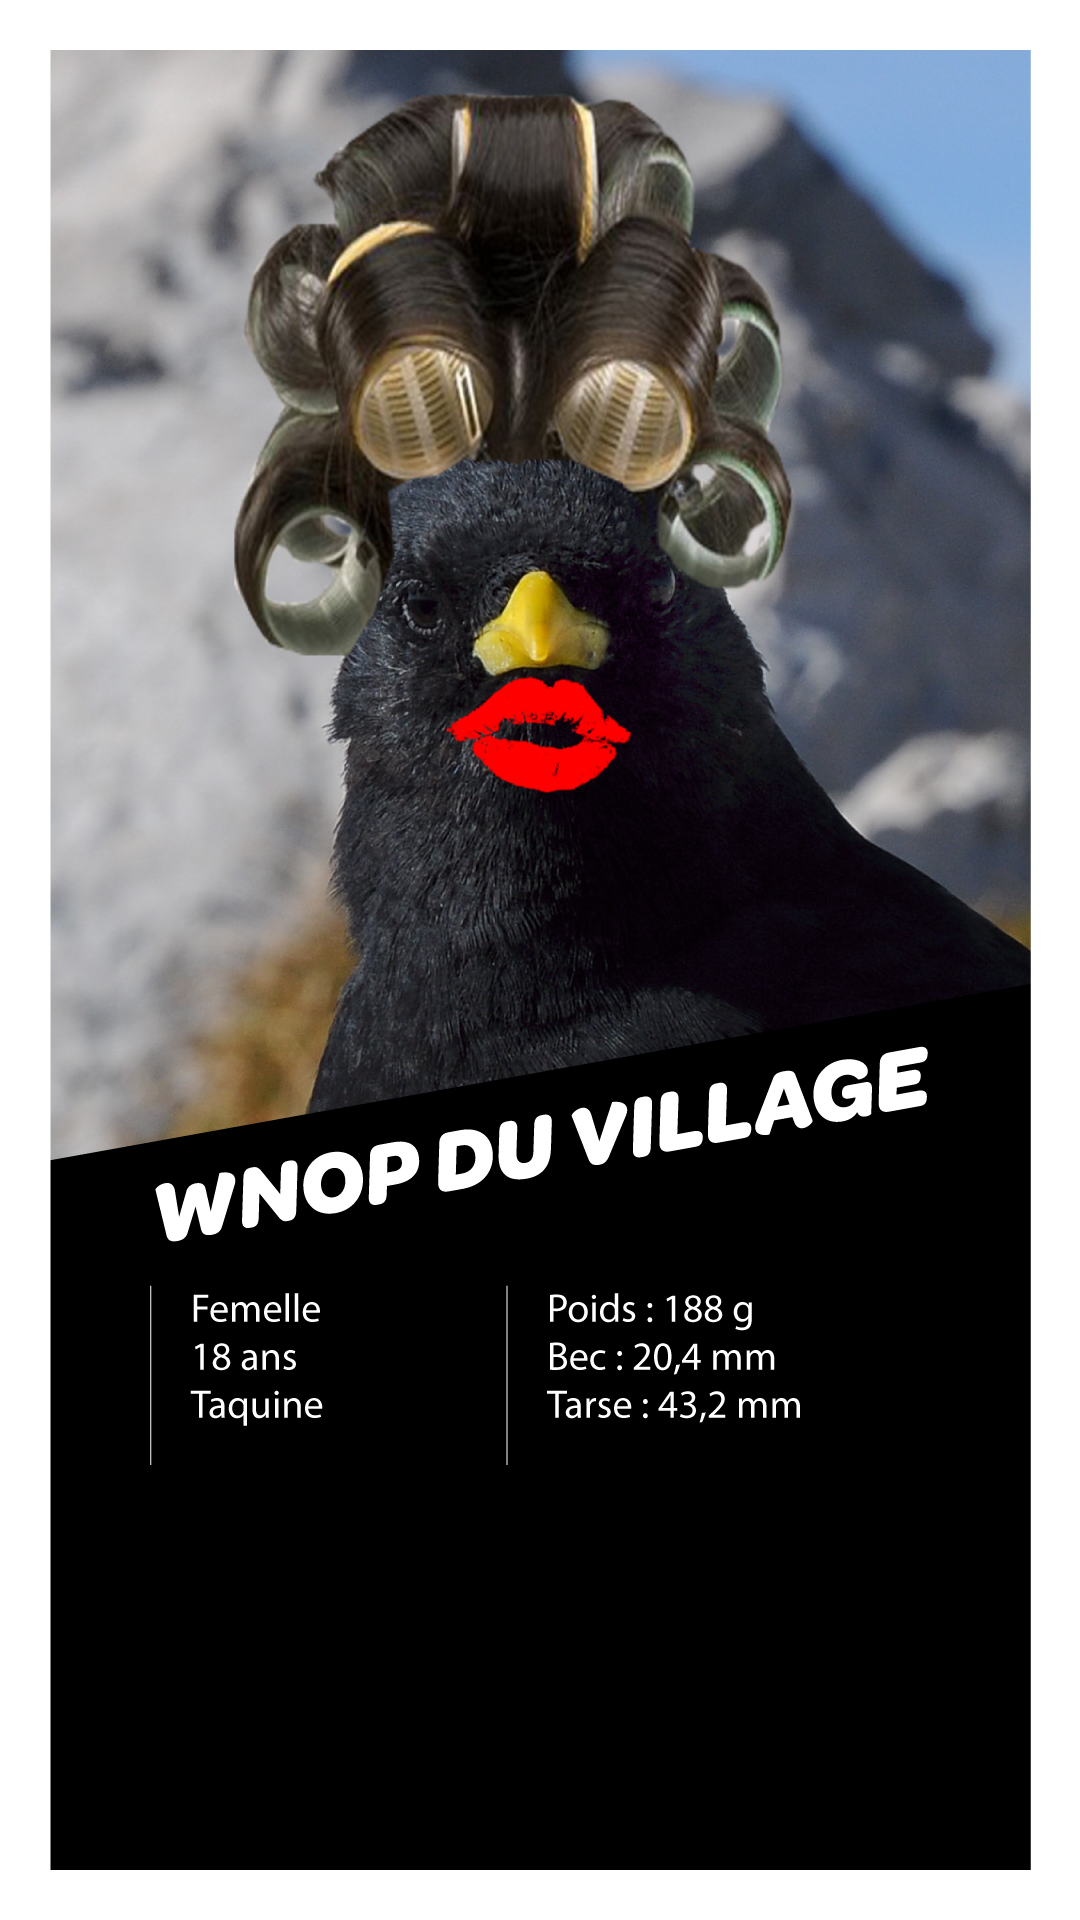 WNOP DU VILLAGE
Femelle
18 ans
Taquine
Poids : 188 g
Bec : 20,4 mm
Tarse : 43,2 mm